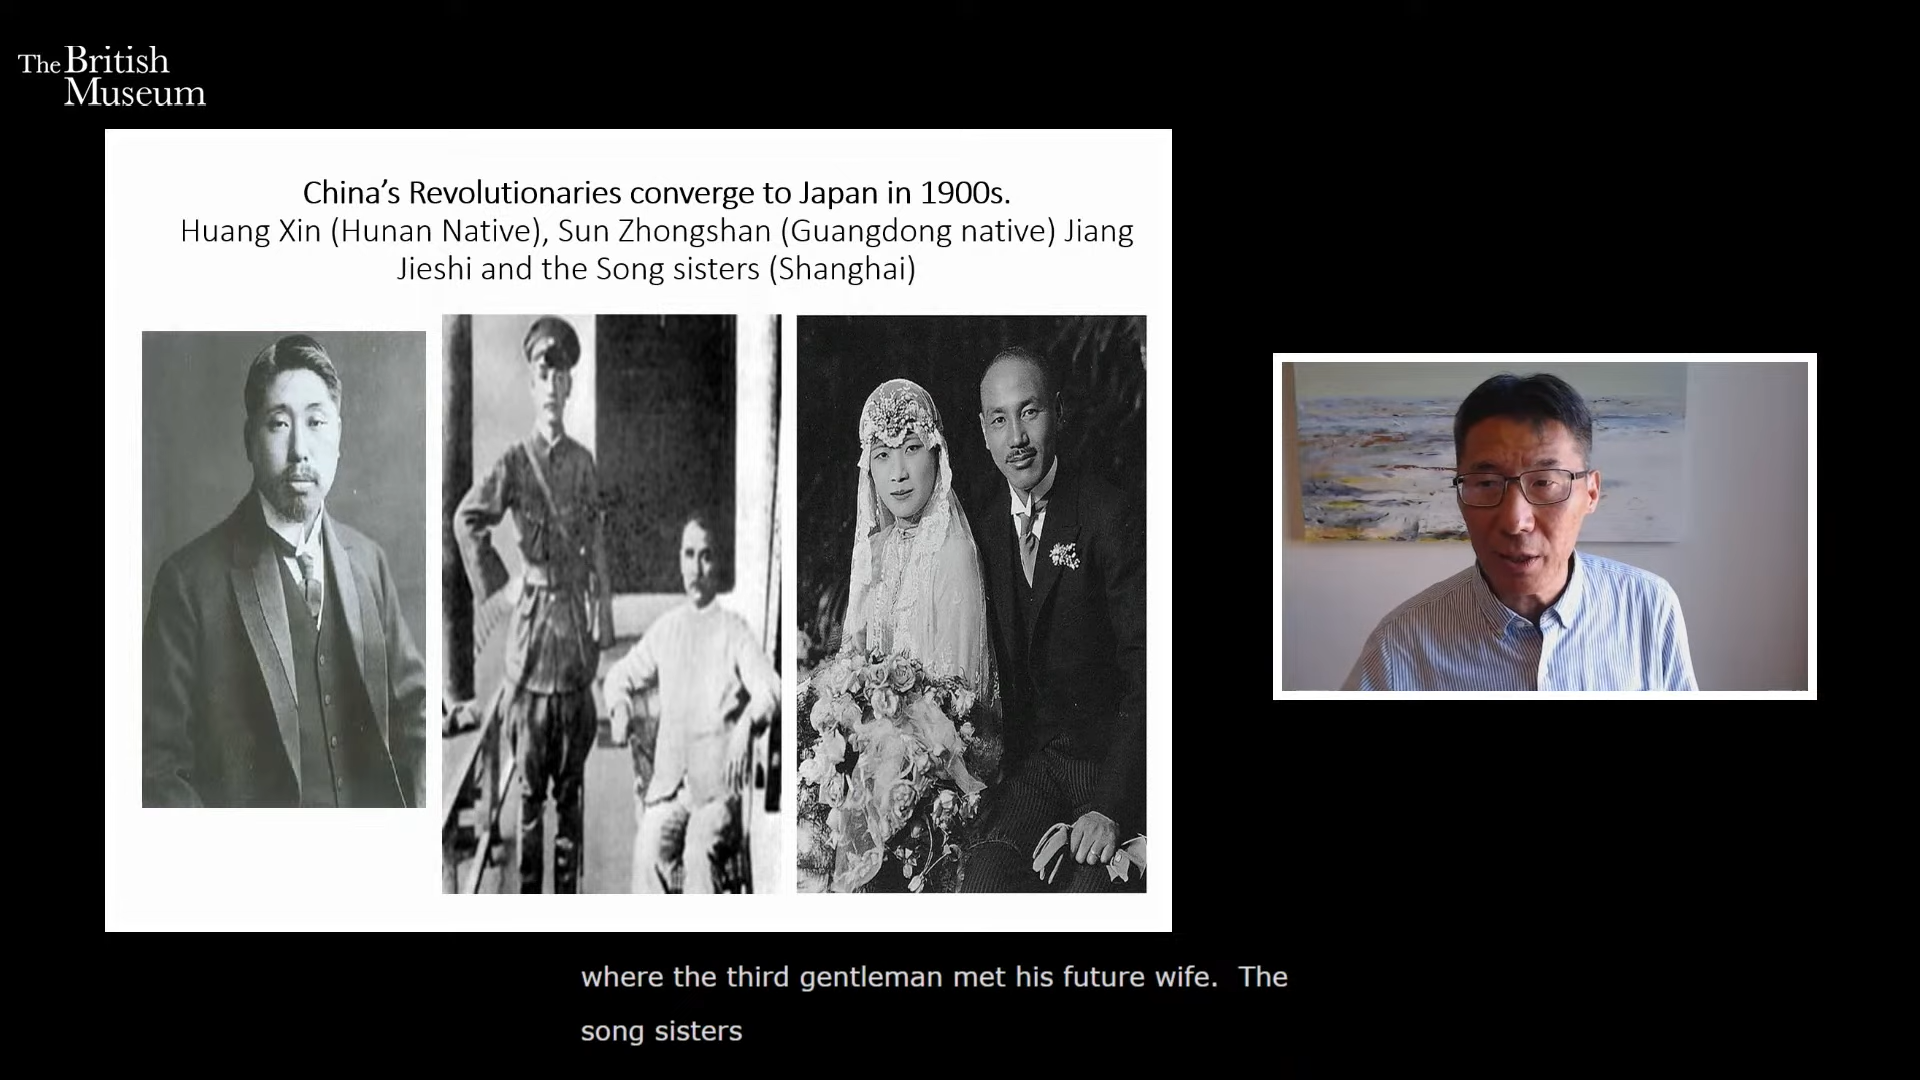 The British
Museum
China’s Revolutionaries converge to Japan in 1900s.
Huang Xin (Hunan Native), Sun Zhongshan (Guangdong native) Jiang
Jieshi and the Song sisters (Shanghai)
where the third gentleman met his future wife.  The
song sisters